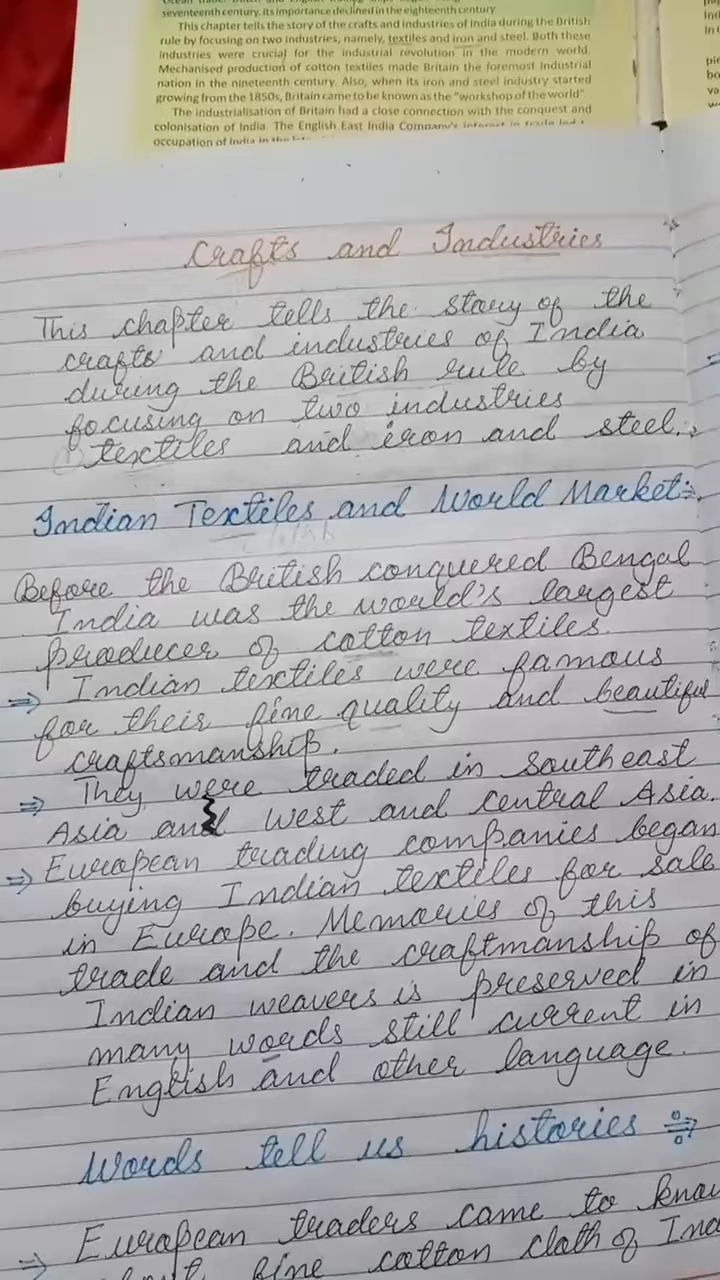 seventeenth century. Its importance declined in the eighteenth century
This chapter tells the story of the crafts and industries of India during the British
rule by focusing on two industries, namely, textiles and iron and steel. Both these
industries were crucial for the industrial revolution in the modern world.
Mechanised production of cotton textiles made Britain the foremost industrial
nation in the nineteenth century. Also, when its iron and steel industry started
growing from the 1850s, Britain came to be known as the "workshop of the world".
The industrialisation of Britain had a close connection with the conquest and
colonisation of India. The English East India Company's interest in trade led
occupation of India in the
Crafts and Industries
This chapter tells the story of the
crafts and industries of India
during the British rule by
focusing on two industries
textiles and iron and steel.
Indian Textiles and World Market:-
Before the British conquered Bengal
India was the world's largest
producer of cotton textiles.
⇒ Indian textiles were famous
for their fine quality and beautiful
craftsmanship.
⇒ They were traded in southeast
Asia and west and central Asia.
⇒ European trading companies began
buying Indian textiles for sale
in Europe. Memories of this
trade and the craftmanship of
Indian weavers is preserved in
many words still current in
English and other language.
Words tell us histories ÷
⇒ European traders came to know
fine cotton cloth of